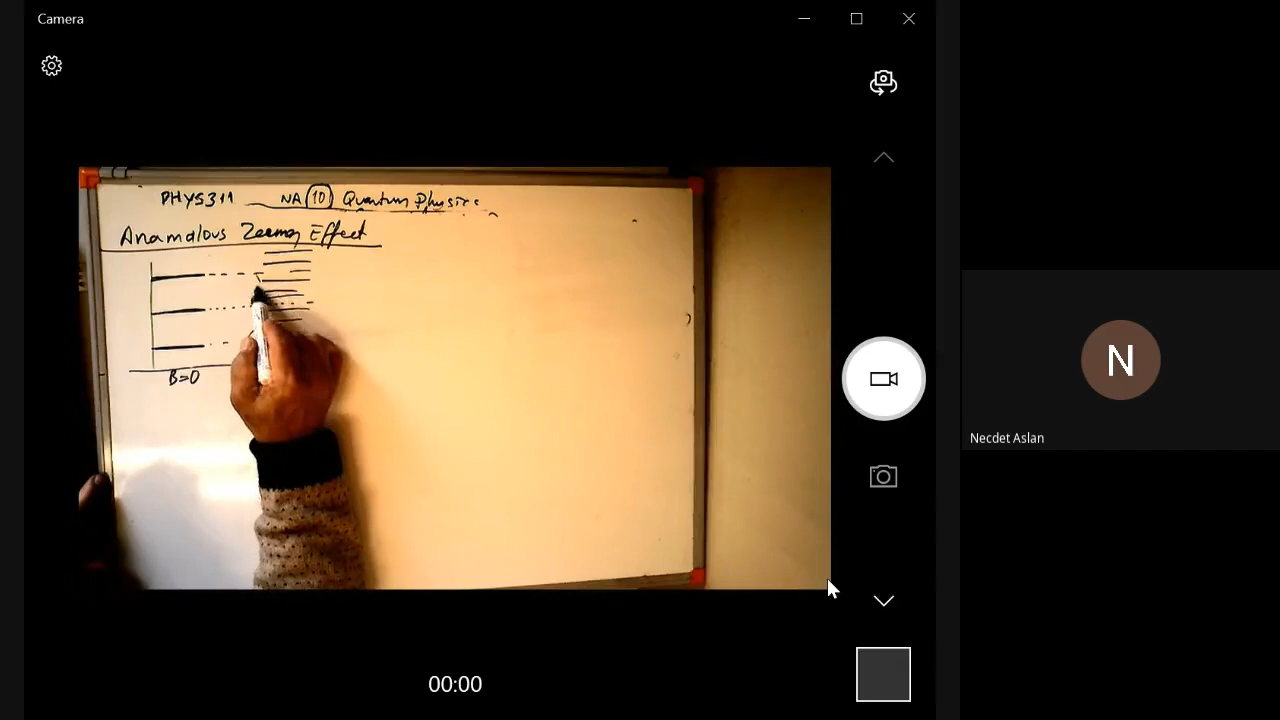 Camera
PHYS311 NA 10 Quantum Physics
Anamalous Zeeman Effect
B=0
N
Necdet Aslan
00:00